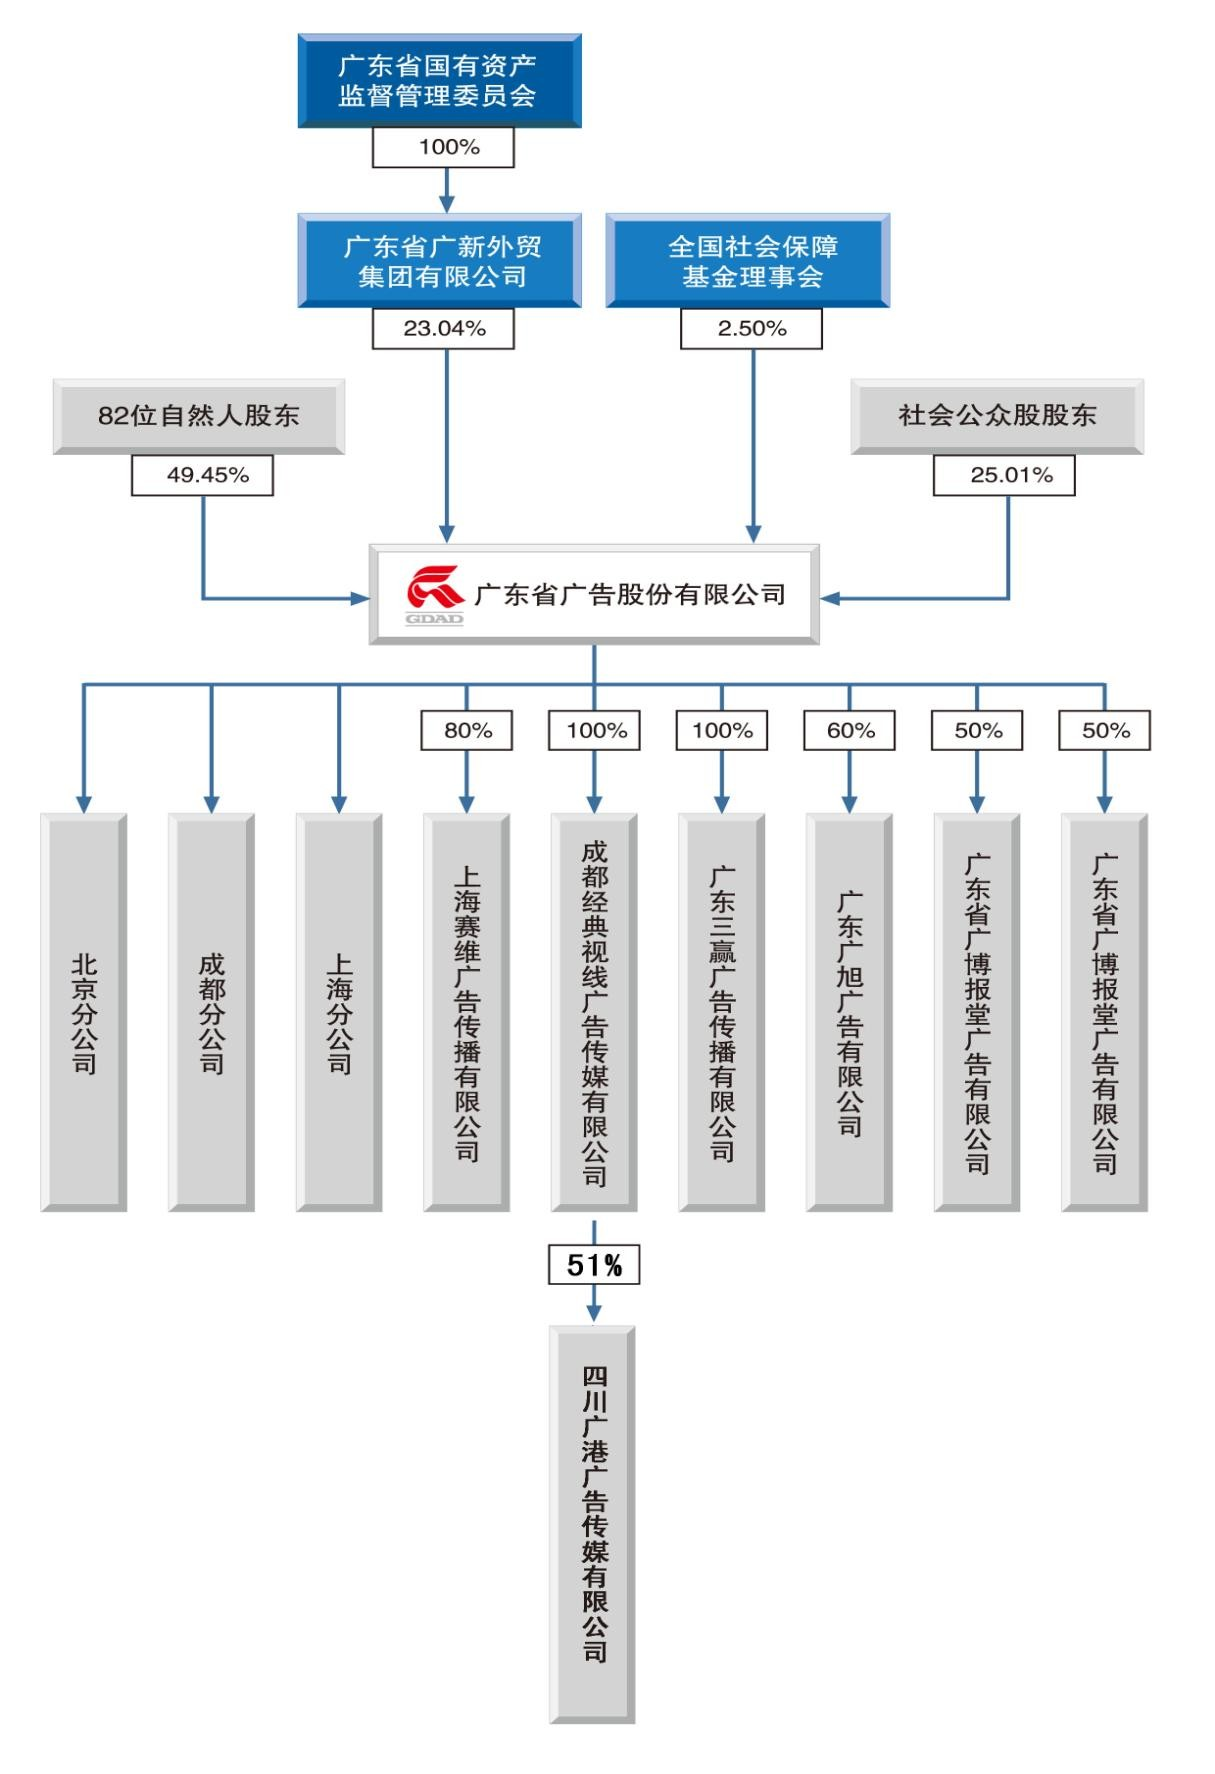 广东省国有资产
监督管理委员会
100%
广东省广新外贸
集团有限公司
23.04%
全国社会保障
基金理事会
2.50%
82位自然人股东
49.45%
社会公众股股东
25.01%
GDAD
广东省广告股份有限公司
80%
100%
100%
60%
50%
50%
北京分公司
成都分公司
上海分公司
上海赛维广告传播有限公司
成都经典视线广告传媒有限公司
广东三赢广告传播有限公司
广东广旭广告有限公司
广东省广博报堂广告有限公司
广东省广博报堂广告有限公司
51%
四川广港广告传媒有限公司